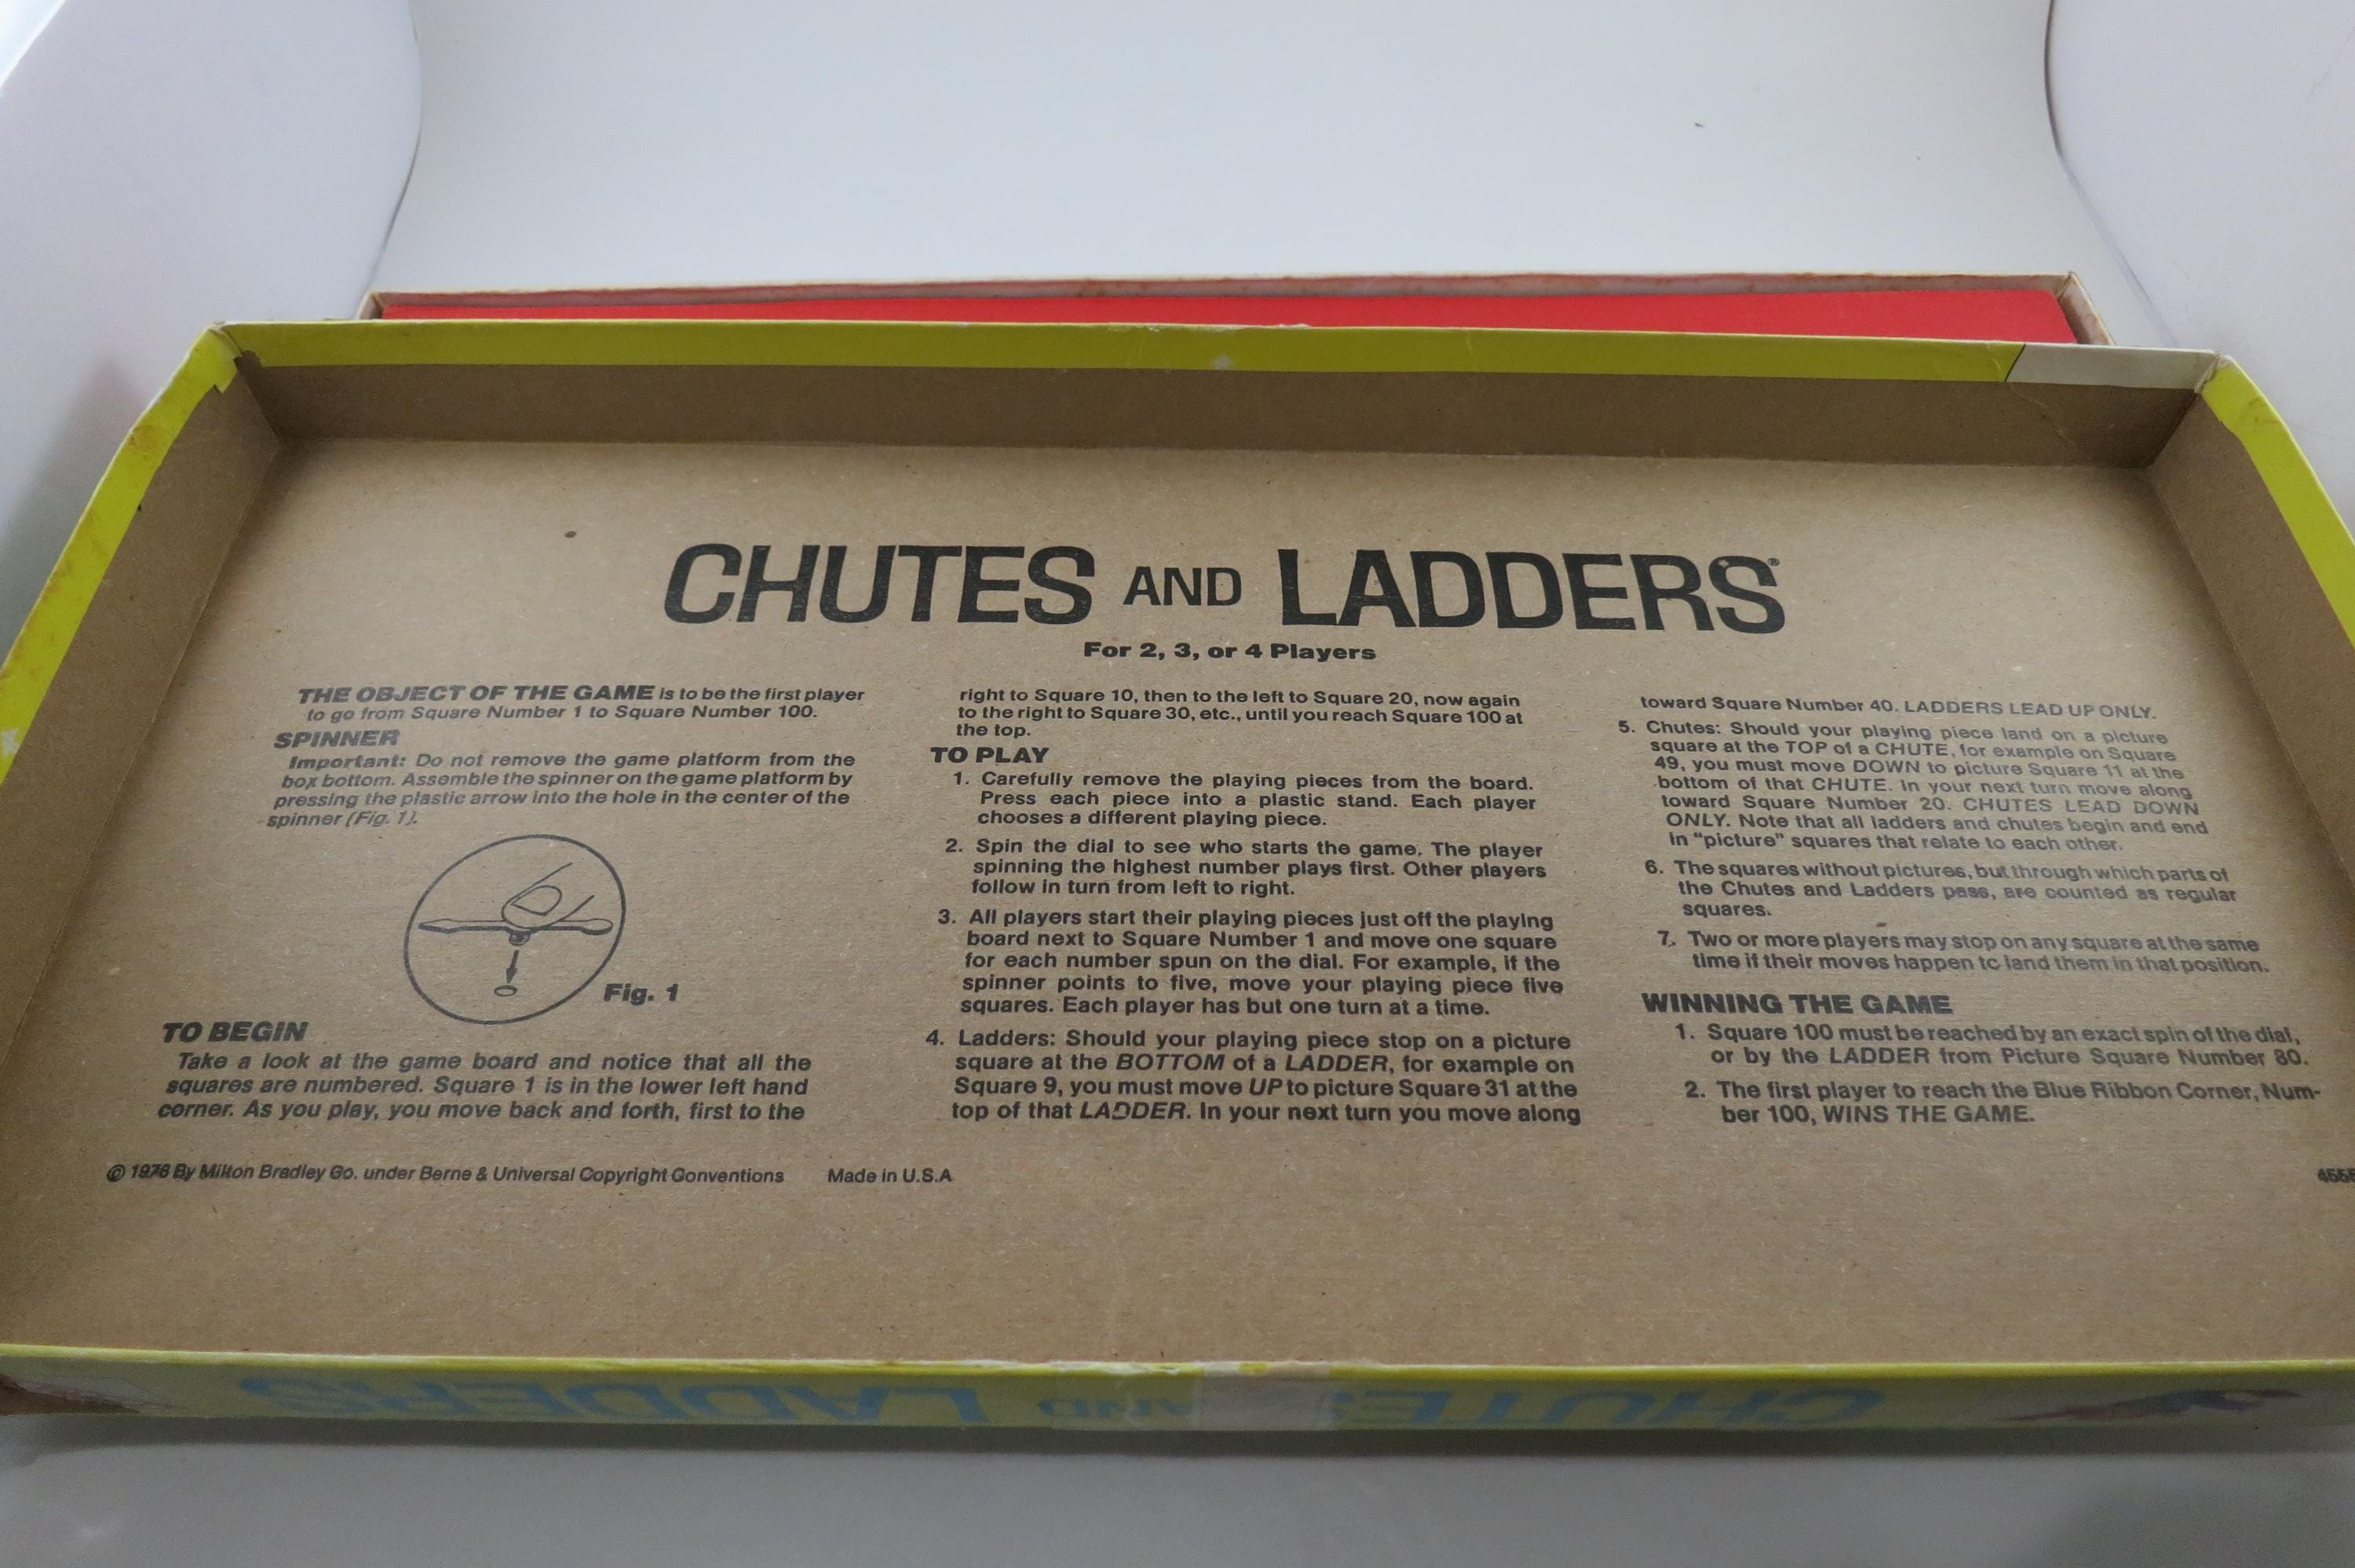 CHUTES AND LADDERS®
For 2, 3, or 4 Players
THE OBJECT OF THE GAME is to be the first player
to go from Square Number 1 to Square Number 100.
SPINNER
Important: Do not remove the game platform from the
box bottom. Assemble the spinner on the game platform by
pressing the plastic arrow into the hole in the center of the
spinner (Fig. 1).
Fig. 1
TO BEGIN
Take a look at the game board and notice that all the
squares are numbered. Square 1 is in the lower left hand
corner. As you play, you move back and forth, first to the
right to Square 10, then to the left to Square 20, now again
to the right to Square 30, etc., until you reach Square 100 at
the top.
TO PLAY
1. Carefully remove the playing pieces from the board.
Press each piece into a plastic stand. Each player
chooses a different playing piece.
2. Spin the dial to see who starts the game. The player
spinning the highest number plays first. Other players
follow in turn from left to right.
3. All players start their playing pieces just off the playing
board next to Square Number 1 and move one square
for each number spun on the dial. For example, if the
spinner points to five, move your playing piece five
squares. Each player has but one turn at a time.
4. Ladders: Should your playing piece stop on a picture
square at the BOTTOM of a LADDER, for example on
Square 9, you must move UP to picture Square 31 at the
top of that LADDER. In your next turn you move along
toward Square Number 40. LADDERS LEAD UP ONLY.
5. Chutes: Should your playing piece land on a picture
square at the TOP of a CHUTE, for example on Square
49, you must move DOWN to picture Square 11 at the
bottom of that CHUTE. In your next turn move along
toward Square Number 20. CHUTES LEAD DOWN
ONLY. Note that all ladders and chutes begin and end
in "picture" squares that relate to each other.
6. The squares without pictures, but through which parts of
the Chutes and Ladders pass, are counted as regular
squares.
7. Two or more players may stop on any square at the same
time if their moves happen to land them in that position.
WINNING THE GAME
1. Square 100 must be reached by an exact spin of the dial,
or by the LADDER from Picture Square Number 80.
2. The first player to reach the Blue Ribbon Corner, Num-
ber 100, WINS THE GAME.
© By Milton Bradley Co. under Berne & Universal Copyright Conventions Made in U.S.A
CHUTES AND LADDERS